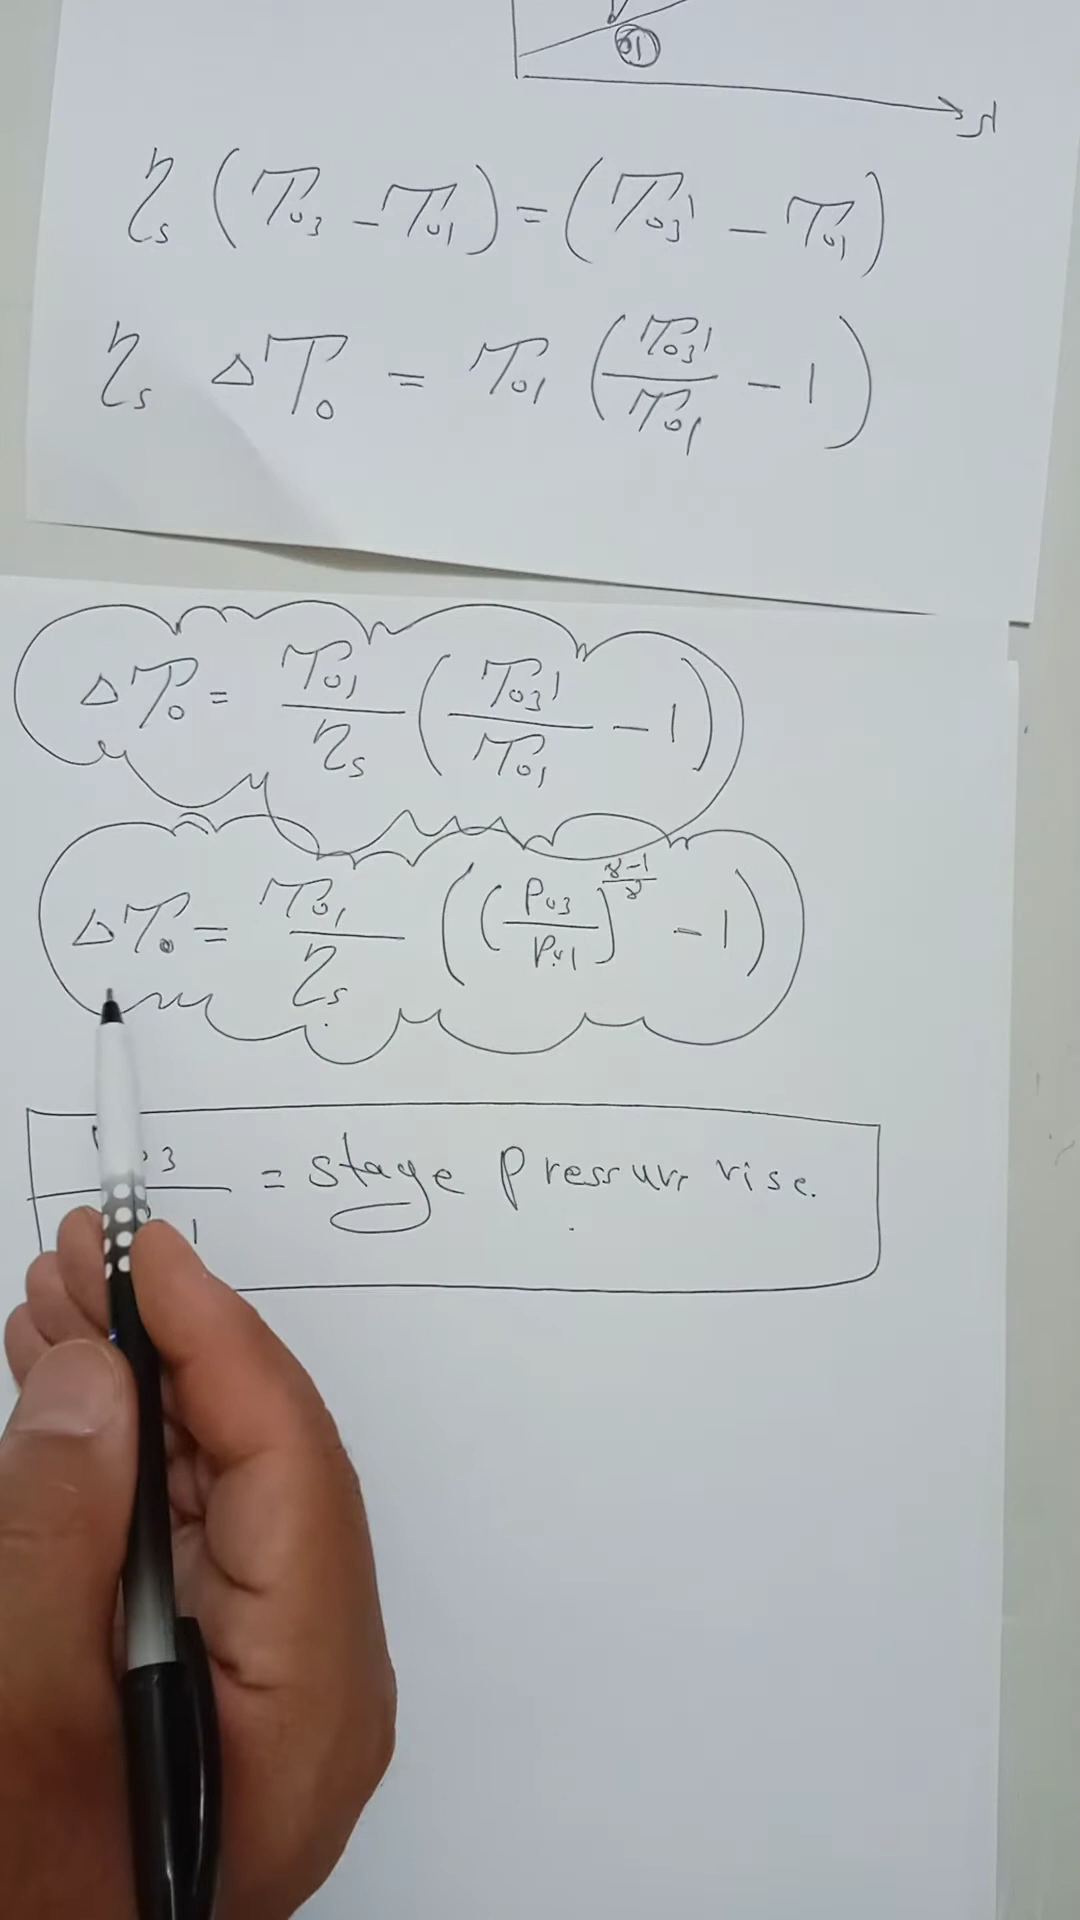 01
s
ηs (T03 - T01) = (T03' - T01)
ηs ΔT0 = T01 (T03'/T01 - 1)
ΔT0 = T01/ηs (T03'/T01 - 1)
ΔT0 = T01/ηs ((P03/P01)^(γ-1)/γ - 1)
= stage Pressure rise.